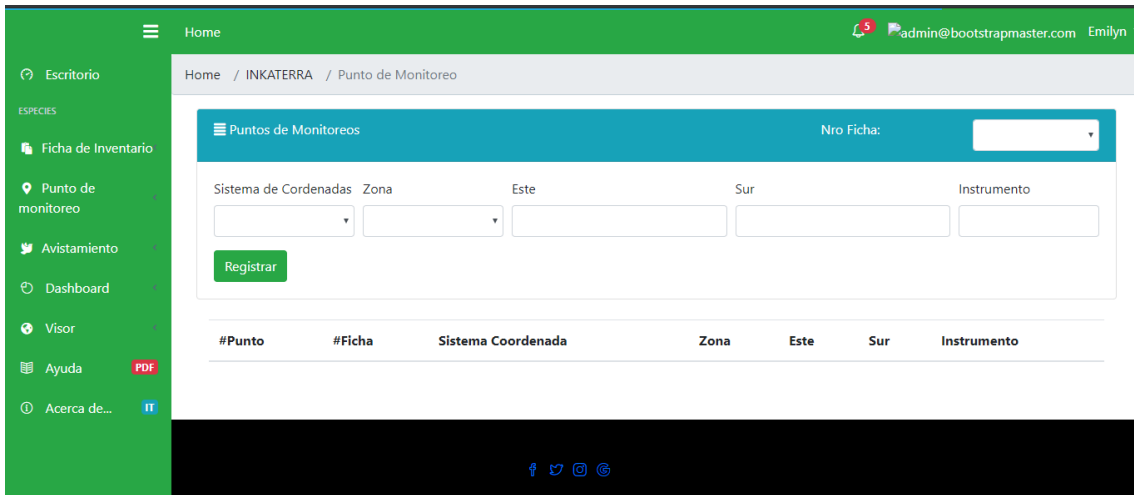 Home
5
admin@bootstrapmaster.com Emilyn
Escritorio
Home / INKATERRA / Punto de Monitoreo
ESPECIES
Ficha de Inventario
Punto de
monitoreo
Avistamiento
Dashboard
Visor
Ayuda PDF
Acerca de... IT
Puntos de Monitoreos Nro Ficha:
Sistema de Cordenadas Zona Este Sur Instrumento
Registrar
#Punto #Ficha Sistema Coordenada Zona Este Sur Instrumento